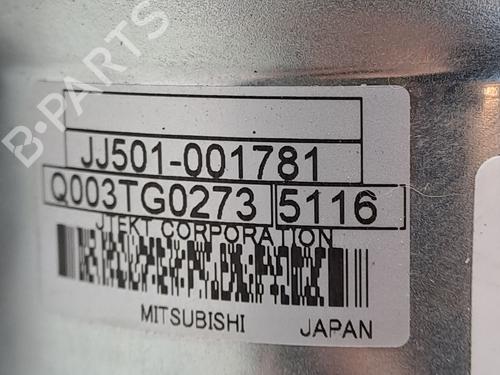 B-PARTS
JJ501-001781
Q003TG0273 5116
JTEKT CORPORATION
MITSUBISHI JAPAN